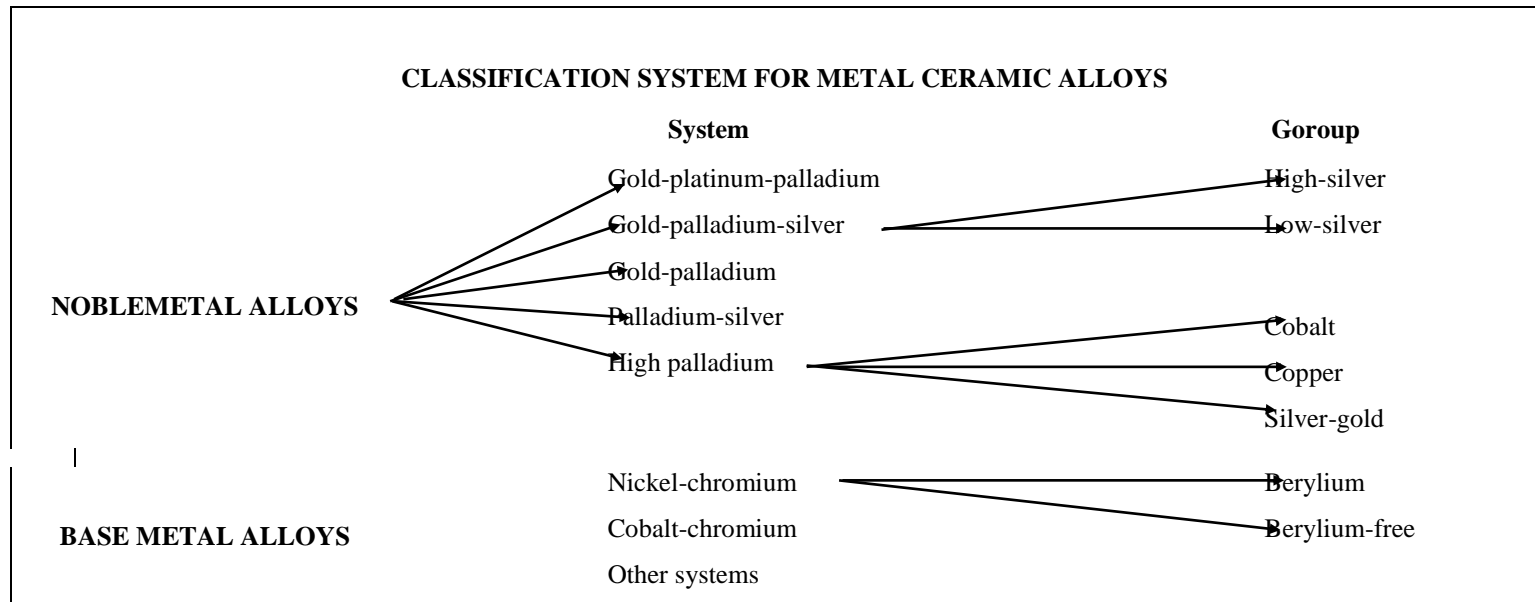 CLASSIFICATION SYSTEM FOR METAL CERAMIC ALLOYS
System Goroup
Gold-platinum-palladium High-silver
Gold-palladium-silver Low-silver
Gold-palladium
NOBLEMETAL ALLOYS
Palladium-silver Cobalt
High palladium Copper
Silver-gold
Nickel-chromium Berylium
BASE METAL ALLOYS Cobalt-chromium Berylium-free
Other systems